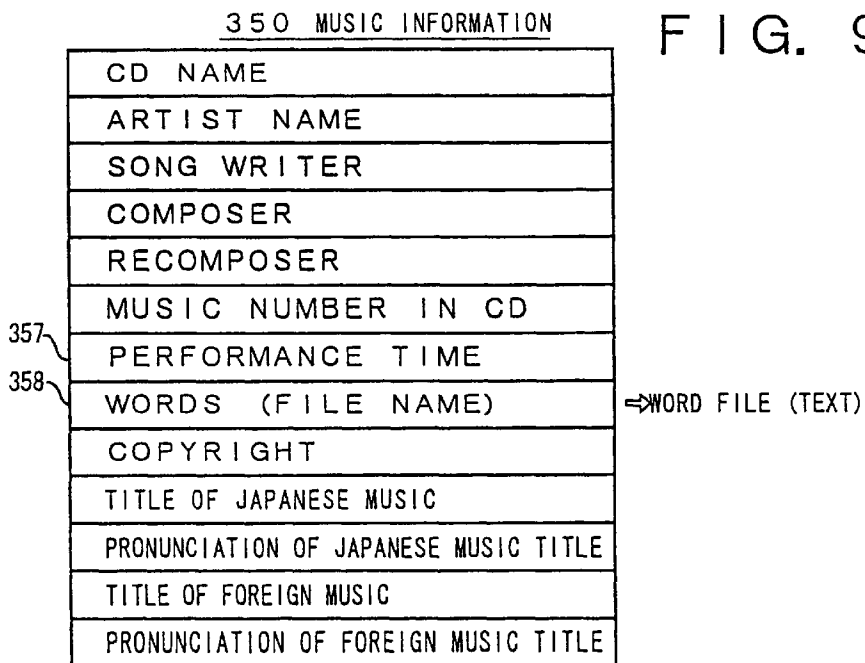 350 MUSIC INFORMATION
FIG. 9
CD NAME
ARTIST NAME
SONG WRITER
COMPOSER
RECOMPOSER
MUSIC NUMBER IN CD
357
PERFORMANCE TIME
358
WORDS (FILE NAME) ⇒WORD FILE (TEXT)
COPYRIGHT
TITLE OF JAPANESE MUSIC
PRONUNCIATION OF JAPANESE MUSIC TITLE
TITLE OF FOREIGN MUSIC
PRONUNCIATION OF FOREIGN MUSIC TITLE